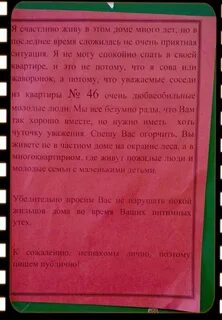 Я счастливо живу в этом доме много лет, но в
последнее время сложилась не очень приятная
ситуация. Я не могу спокойно спать в своей
квартире, и это не потому, что я сова или
жаворонок, а потому, что уважаемые соседи
из квартиры № 46 очень любвеобильные
молодые люди. Мы все безумно рады, что Вам
так хорошо вместе, но нужно иметь хоть
чуточку уважения. Спешу Вас огорчить, Вы
живете не в частном доме на окраине леса, а в
многоквартирном, где живут пожилые люди и
молодые семьи с маленькими детьми.
Убедительно просим Вас не нарушать покой
жильцов дома во время Ваших интимных
утех.
К сожалению, незнакомы лично, поэтому
пишем публично!